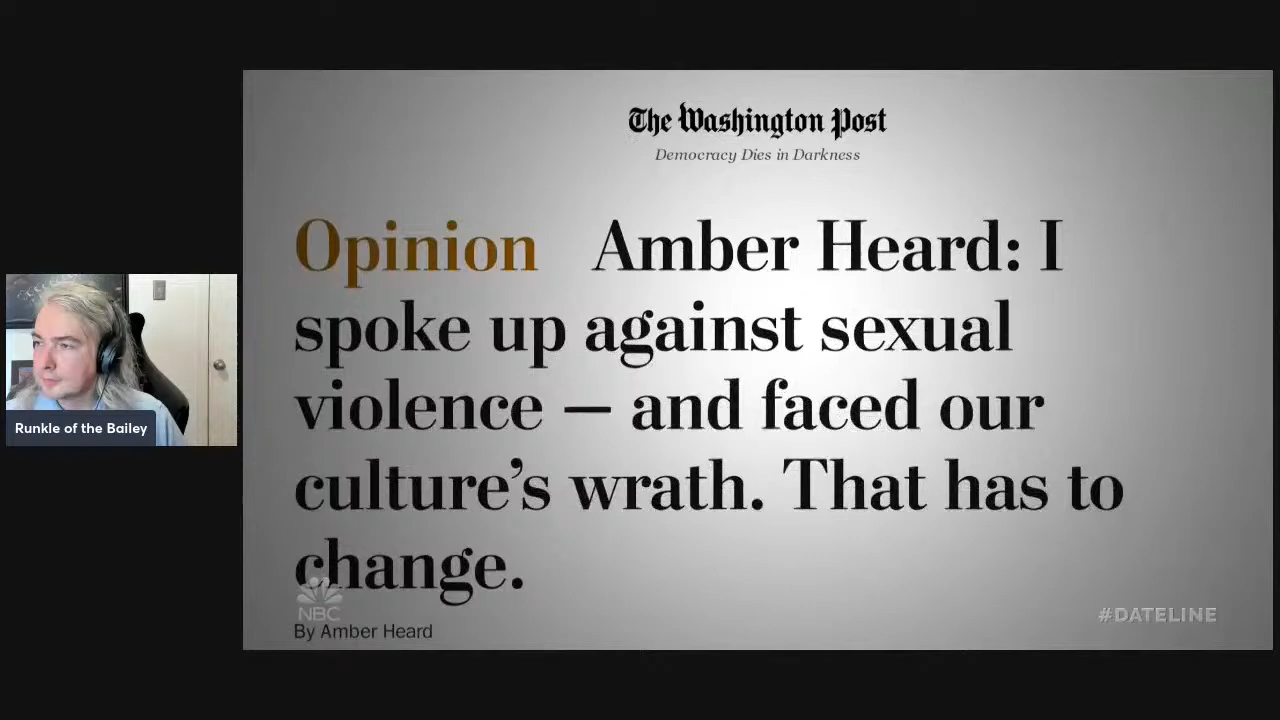 The Washington Post
Democracy Dies in Darkness
Opinion Amber Heard: I
spoke up against sexual
violence — and faced our
culture’s wrath. That has to
change.
NBC
By Amber Heard
#DATELINE
Runkle of the Bailey